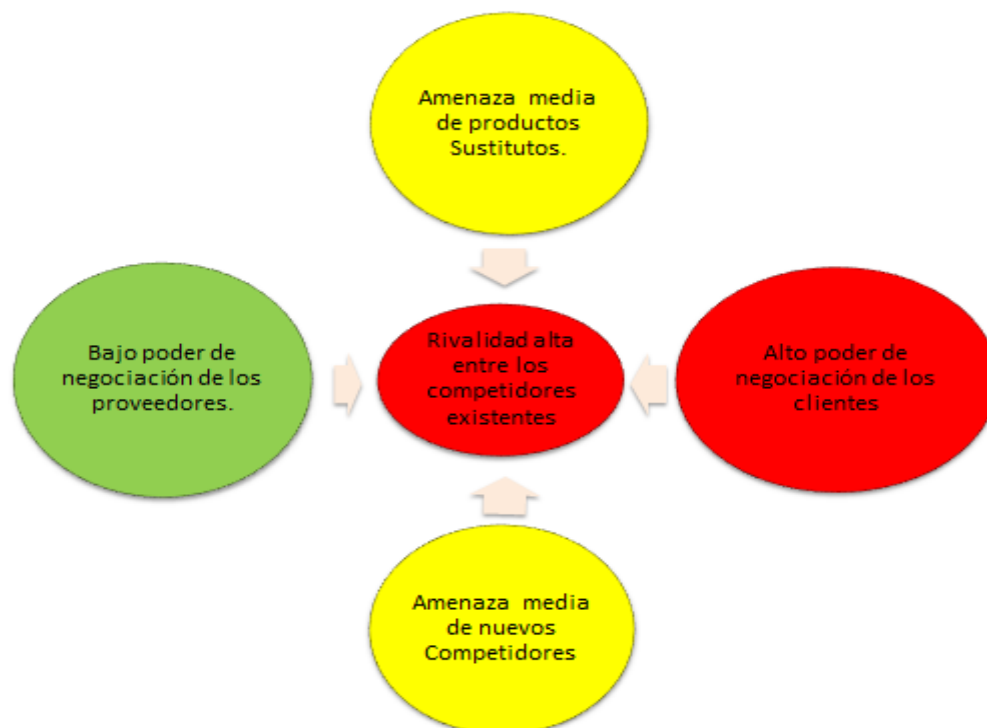 Amenaza media
de productos
Sustitutos.
Bajo poder de
negociación de los
proveedores.
Rivalidad alta
entre los
competidores
existentes
Alto poder de
negociación de los
clientes
Amenaza media
de nuevos
Competidores